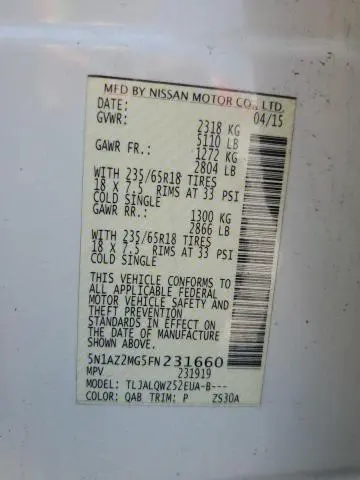 MFD BY NISSAN MOTOR CO., LTD.
DATE: 04/15
GVWR: 2318 KG
5110 LB
GAWR FR.: 1272 KG
2804 LB
WITH 235/65R18 TIRES
18 X 7.5 RIMS AT 33 PSI
COLD SINGLE
GAWR RR.: 1300 KG
2866 LB
WITH 235/65R18 TIRES
18 X 7.5 RIMS AT 33 PSI
COLD SINGLE
THIS VEHICLE CONFORMS TO
ALL APPLICABLE FEDERAL
MOTOR VEHICLE SAFETY AND
THEFT PREVENTION
STANDARDS IN EFFECT ON
THE DATE OF MANUFACTURE
SHOWN ABOVE.
5N1AZ2MG5FN231660
MPV 231919
MODEL: TLJALQWZ52EUA-B---
COLOR: QAB TRIM: P ZS30A